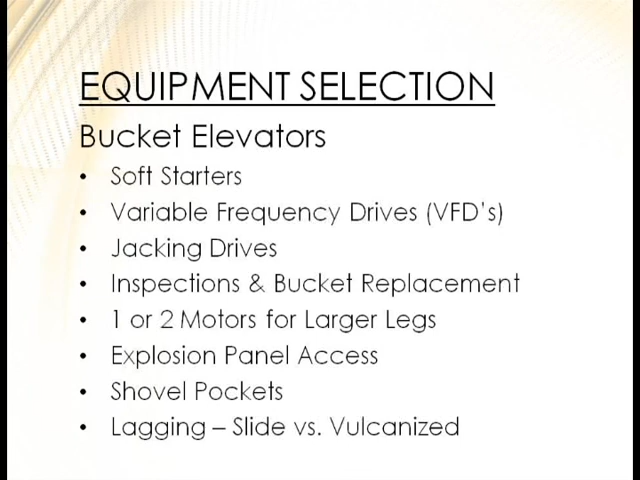 EQUIPMENT SELECTION
Bucket Elevators
• Soft Starters
• Variable Frequency Drives (VFD's)
• Jacking Drives
• Inspections & Bucket Replacement
• 1 or 2 Motors for Larger Legs
• Explosion Panel Access
• Shovel Pockets
• Lagging – Slide vs. Vulcanized